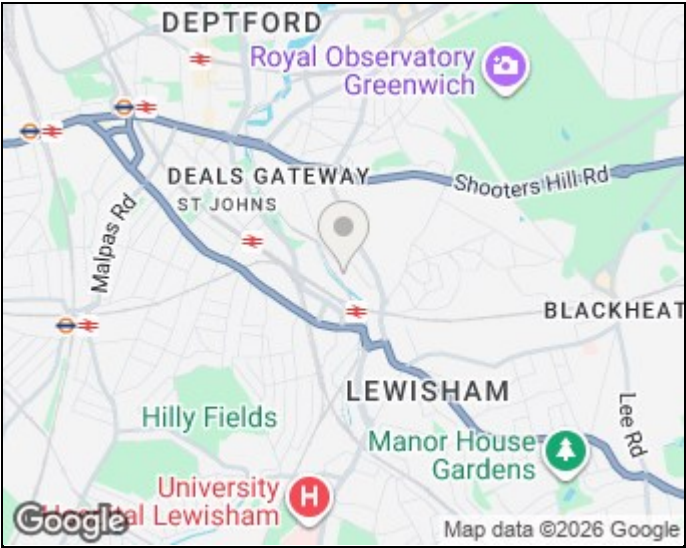 DEPTFORD
Royal Observatory
Greenwich
DEALS GATEWAY
Shooters Hill Rd
ST JOHNS
Malpas Rd
BLACKHEAT
LEWISHAM
Lee Rd
Hilly Fields
Manor House
Gardens
University
Hospital Lewisham
H
Google
Map data ©2026 Google